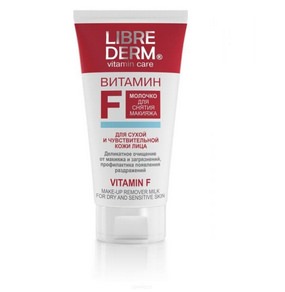 LIBRE
DERM®
vitamin care
ВИТАМИН
F
МОЛОЧКО
ДЛЯ
СНЯТИЯ
МАКИЯЖА
ДЛЯ СУХОЙ
И ЧУВСТВИТЕЛЬНОЙ
КОЖИ ЛИЦА
Деликатное очищение
от макияжа и загрязнений,
профилактика появления
раздражений
VITAMIN F
MAKE-UP REMOVER MILK
FOR DRY AND SENSITIVE SKIN